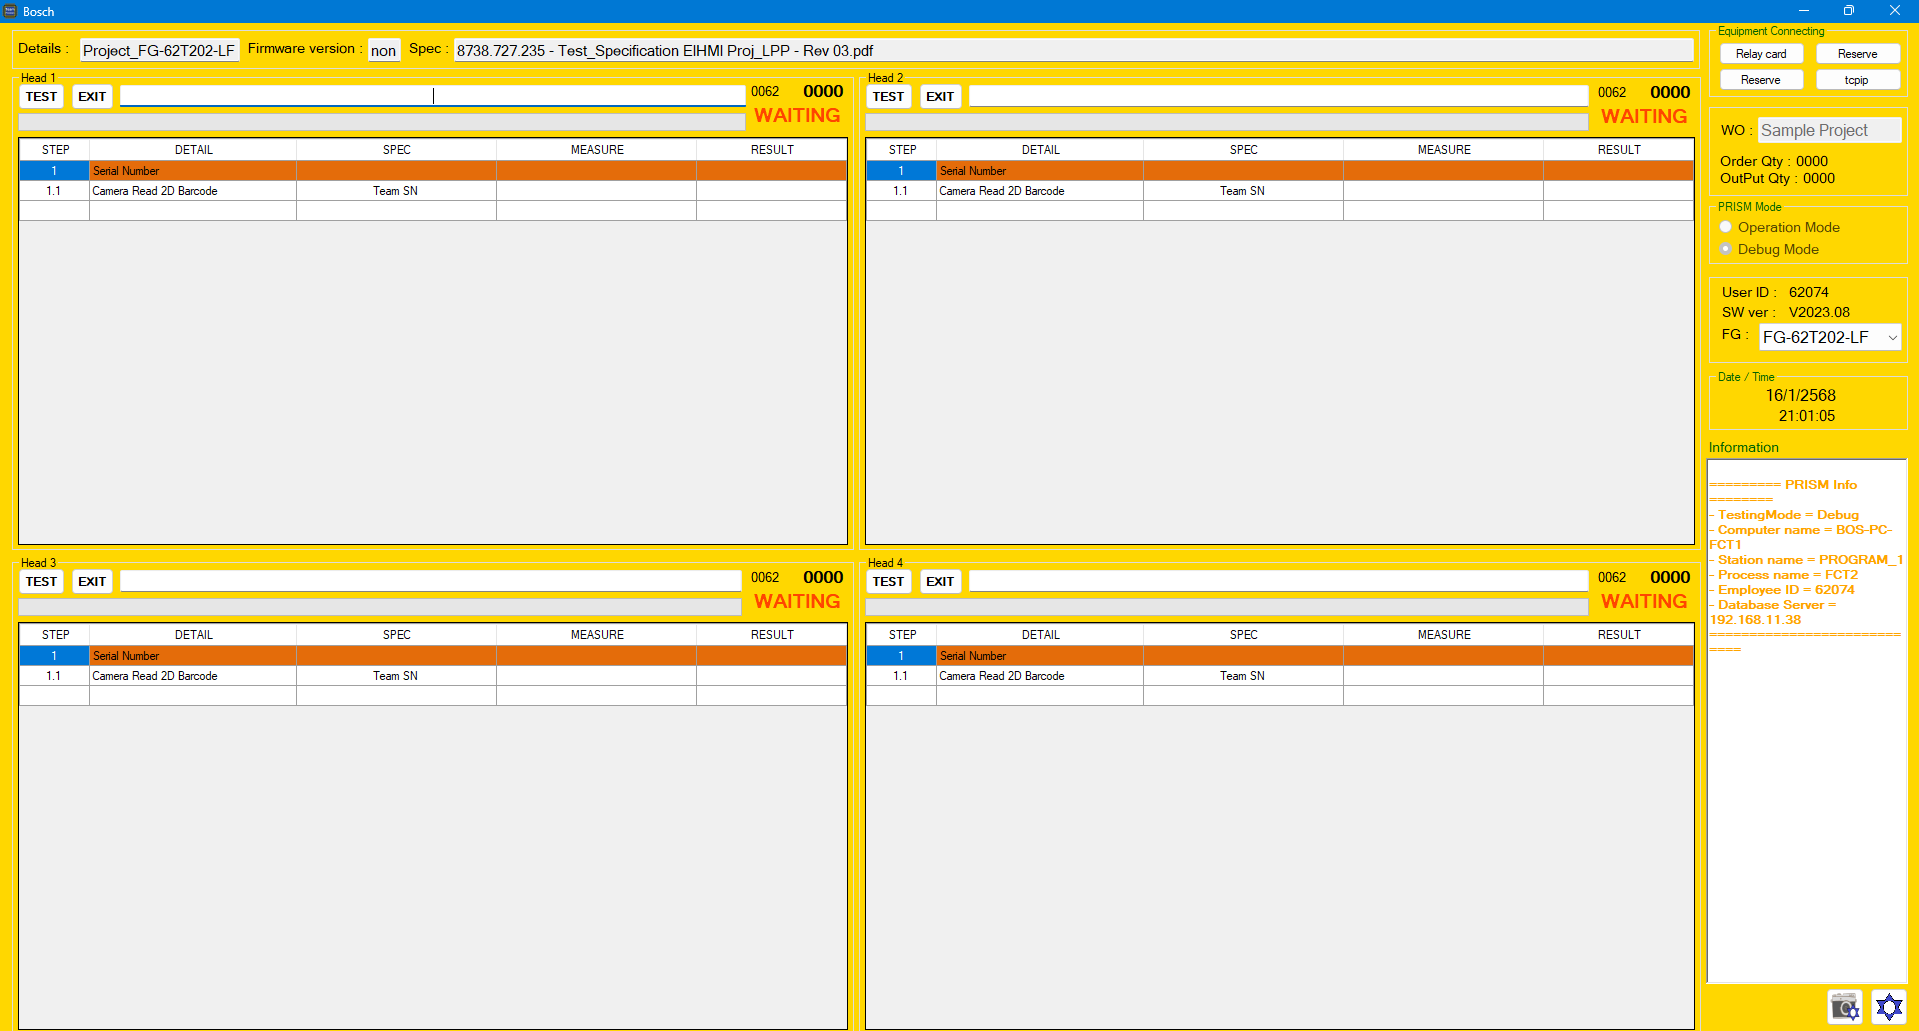 Bosch
Details : Project_FG-62T202-LF Firmware version : non Spec : 8738.727.235 - Test_Specification EIHMI Proj_LPP - Rev 03.pdf
Head 1
TEST EXIT 0062 0000
WAITING
STEP DETAIL SPEC MEASURE RESULT
1 Serial Number
1.1 Camera Read 2D Barcode Team SN
Head 2
TEST EXIT 0062 0000
WAITING
STEP DETAIL SPEC MEASURE RESULT
1 Serial Number
1.1 Camera Read 2D Barcode Team SN
Head 3
TEST EXIT 0062 0000
WAITING
STEP DETAIL SPEC MEASURE RESULT
1 Serial Number
1.1 Camera Read 2D Barcode Team SN
Head 4
TEST EXIT 0062 0000
WAITING
STEP DETAIL SPEC MEASURE RESULT
1 Serial Number
1.1 Camera Read 2D Barcode Team SN
Equipment Connecting
Relay card Reserve
Reserve tcpip
WO : Sample Project
Order Qty : 0000
OutPut Qty : 0000
PRISM Mode
Operation Mode
Debug Mode
User ID : 62074
SW ver : V2023.08
FG : FG-62T202-LF
Date / Time
16/1/2568
21:01:05
Information
========= PRISM Info
========
- TestingMode = Debug
- Computer name = BOS-PC-
FCT1
- Station name = PROGRAM_1
- Process name = FCT2
- Employee ID = 62074
- Database Server =
192.168.11.38
========================
====